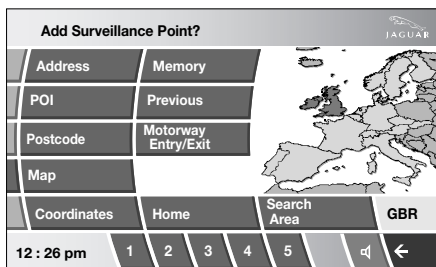 Add Surveillance Point?
JAGUAR
Address
Memory
POI
Previous
Postcode
Motorway
Entry/Exit
Map
Coordinates
Home
Search
Area
GBR
12 : 26 pm
1
2
3
4
5